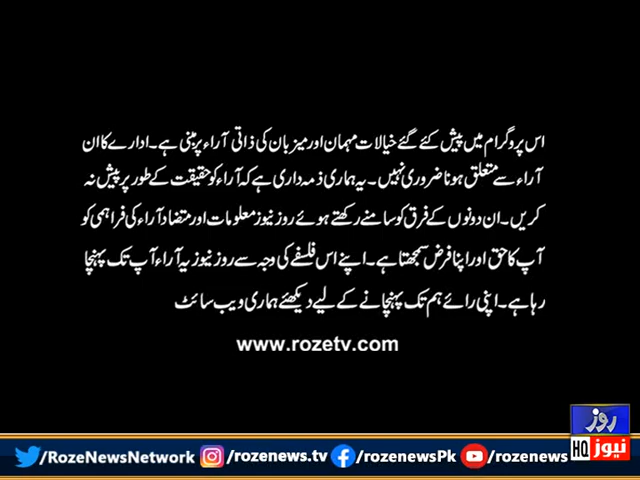 اس پروگرام میں پیش کئے گئے خیالات مہمان اور میزبان کی ذاتی آراء پر مبنی ہے۔ ادارے کا ان
آراء سے متعلق ہونا ضروری نہیں۔ یہ ہماری ذمہ داری ہے کہ آراء کو حقیقت کے طور پر پیش نہ
کریں۔ ان دونوں کے فرق کو سامنے رکھتے ہوئے روز نیوز معلومات اور متضاد آراء کی فراہمی کو
آپ کا حق اور اپنا فرض سمجھتا ہے۔ اپنے اس فلسفے کی وجہ سے روز نیوز یہ آراء آپ تک پہنچا
رہا ہے۔ اپنی رائے ہم تک پہنچانے کے لیے دیکھئے ہماری ویب سائٹ
www.rozetv.com
روز
HQ نیوز
/RozeNewsNetwork /rozenews.tv /rozenewsPk /rozenews